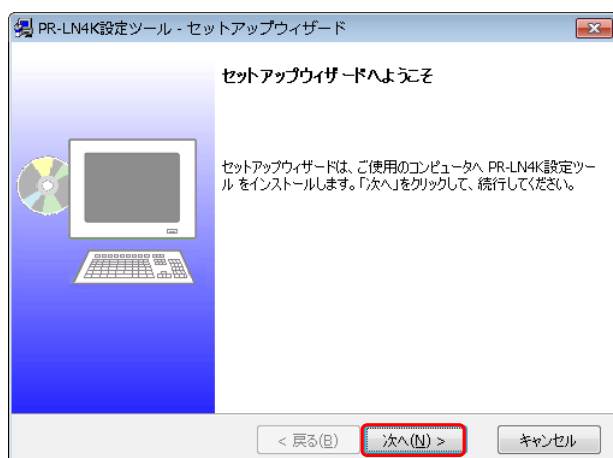 PR-LN4K設定ツール - セットアップウィザード
セットアップウィザードへようこそ
セットアップウィザードは、ご使用のコンピュータへ PR-LN4K設定ツー
ル をインストールします。「次へ」をクリックして、続行してください。
< 戻る(B) 次へ(N) > キャンセル